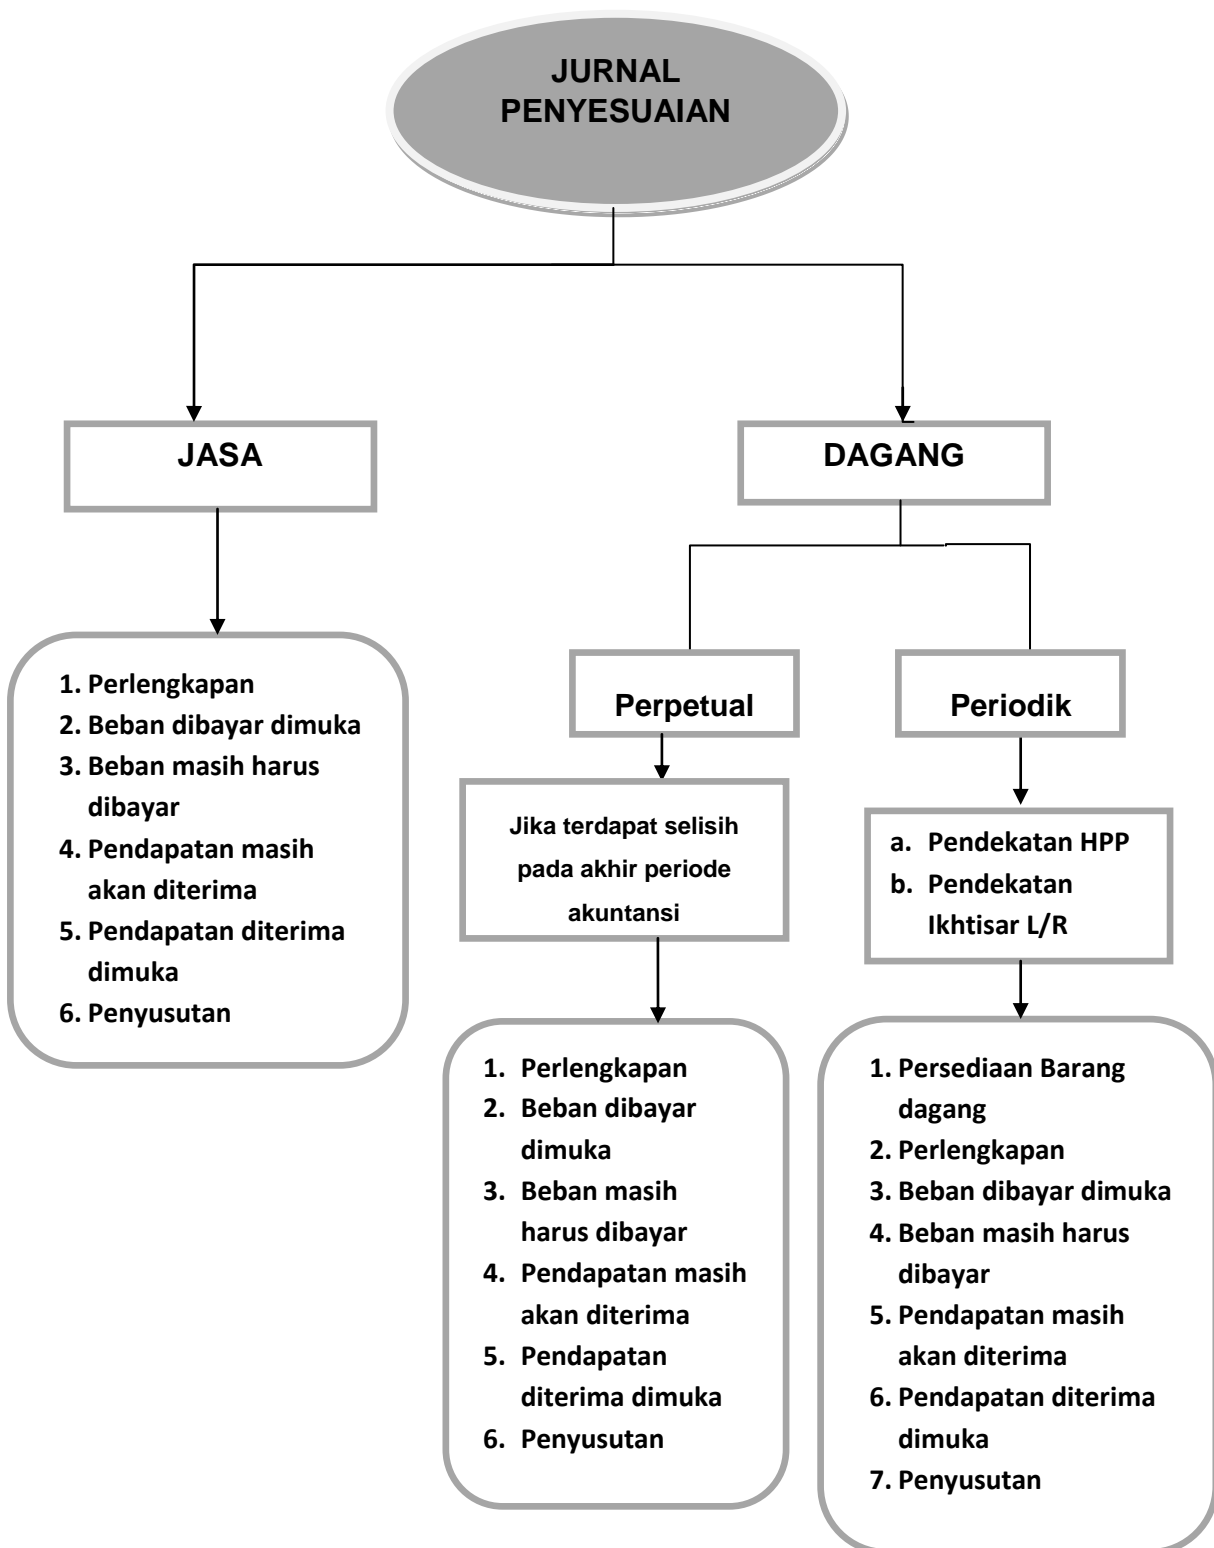 JURNAL
PENYESUAIAN
JASA
DAGANG
1. Perlengkapan
2. Beban dibayar dimuka
3. Beban masih harus
dibayar
4. Pendapatan masih
akan diterima
5. Pendapatan diterima
dimuka
6. Penyusutan
Perpetual
Periodik
Jika terdapat selisih
pada akhir periode
akuntansi
a. Pendekatan HPP
b. Pendekatan
Ikhtisar L/R
1. Perlengkapan
2. Beban dibayar
dimuka
3. Beban masih
harus dibayar
4. Pendapatan masih
akan diterima
5. Pendapatan
diterima dimuka
6. Penyusutan
1. Persediaan Barang
dagang
2. Perlengkapan
3. Beban dibayar dimuka
4. Beban masih harus
dibayar
5. Pendapatan masih
akan diterima
6. Pendapatan diterima
dimuka
7. Penyusutan